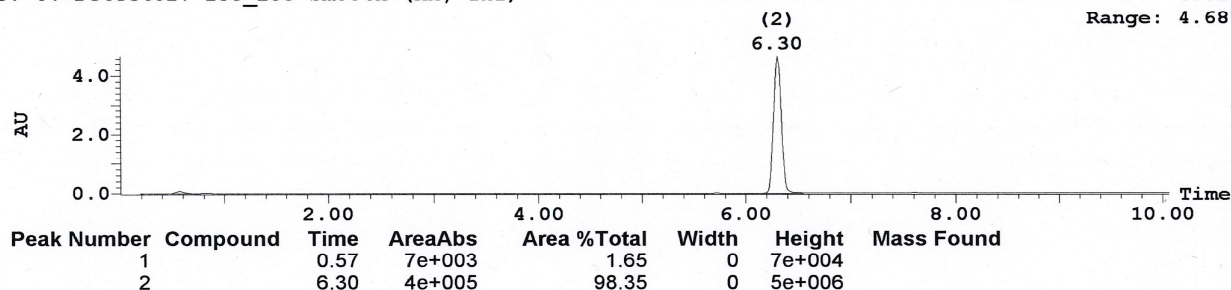 (2)
Range: 4.68
6.30
4.0
AU
2.0
0.0
Time
2.00 4.00 6.00 8.00 10.00
Peak Number Compound Time AreaAbs Area %Total Width Height Mass Found
1 0.57 7e+003 1.65 0 7e+004
2 6.30 4e+005 98.35 0 5e+006